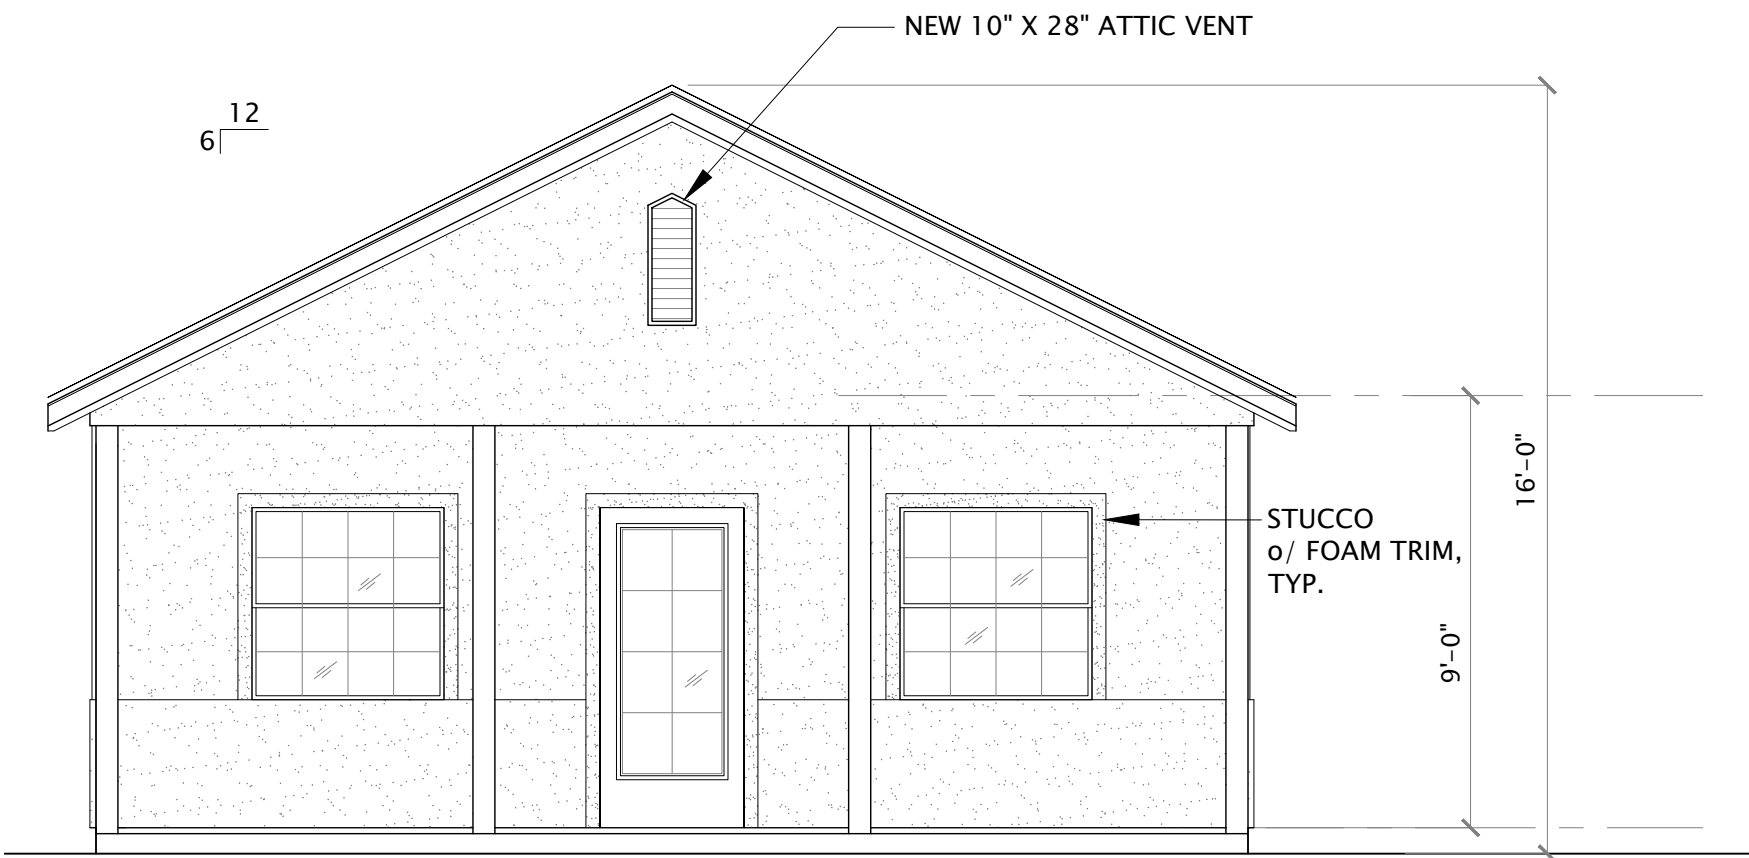 NEW 10" X 28" ATTIC VENT
12
6
16'-0"
STUCCO
o/ FOAM TRIM,
TYP.
9'-0"